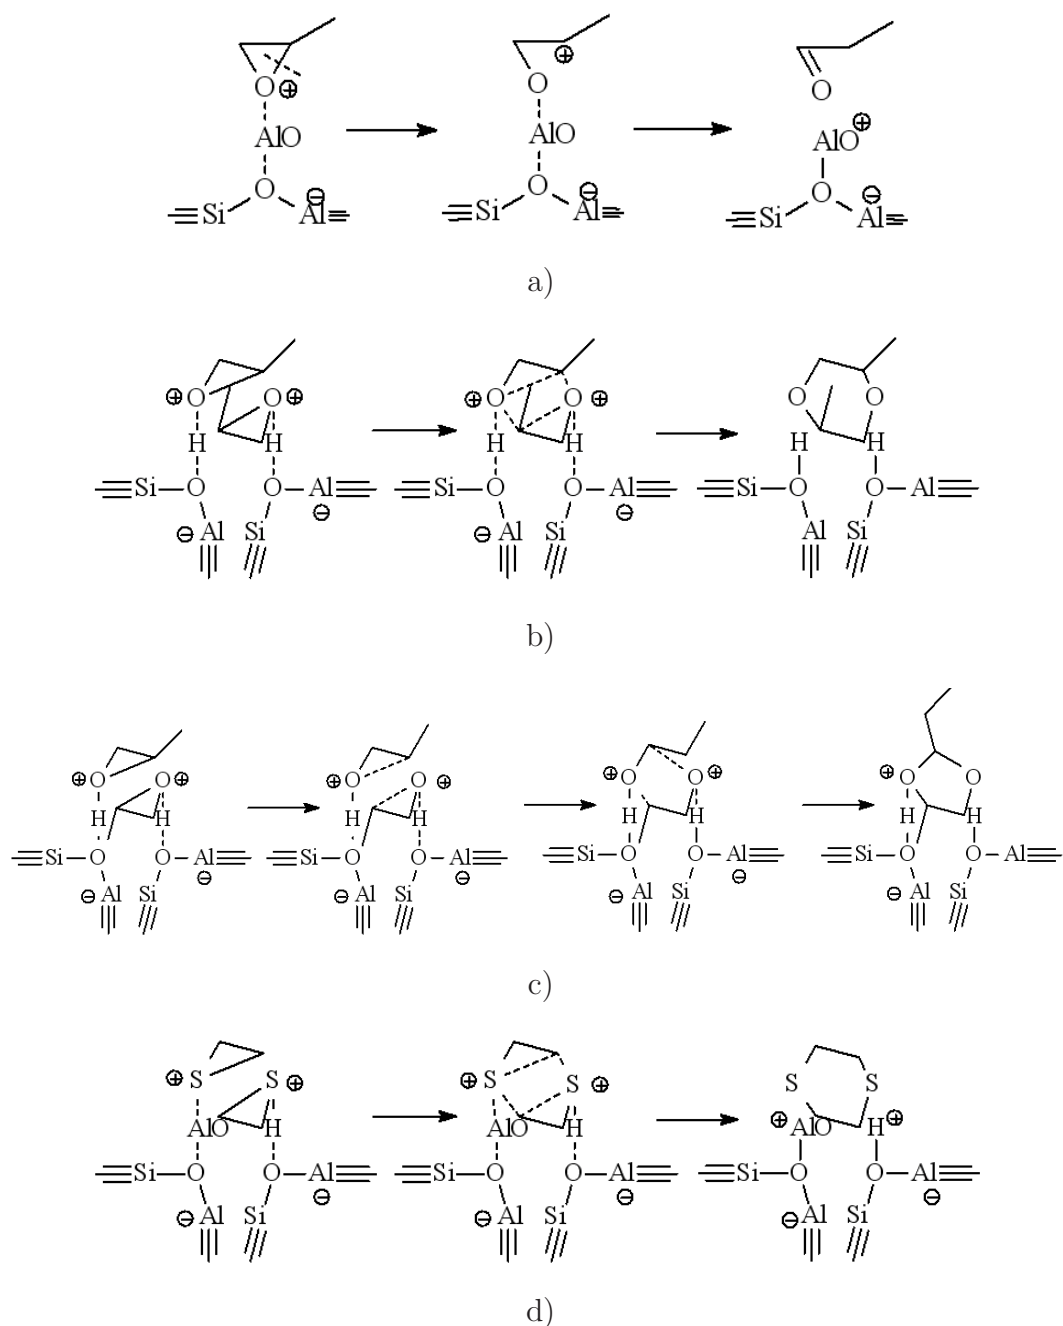 O ⊕ O ⊕ O
AlO AlO AlO ⊕
O O O
Si Al ⊖ Si Al ⊖ Si Al ⊖
a)
⊕ O O ⊕ ⊕ O O ⊕ O O
H H H H H H
Si O O Al Si O O Al Si O O Al
⊖ Al Si ⊖ ⊖ Al Si ⊖ Al Si
b)
⊕ O O ⊕ ⊕ O O ⊕ ⊕ O O ⊕ ⊕ O O
H H H H H H H H
Si O O Al Si O O Al Si O O Al Si O O Al
⊖ Al Si ⊖ ⊖ Al Si ⊖ ⊖ Al Si ⊖ ⊖ Al Si
c)
⊕ S S ⊕ ⊕ S S ⊕ S S
AlO H AlO H ⊕ AlO H ⊕
Si O O Al Si O O Al Si O O Al
⊖ Al Si ⊖ ⊖ Al Si ⊖ ⊖ Al Si ⊖
d)